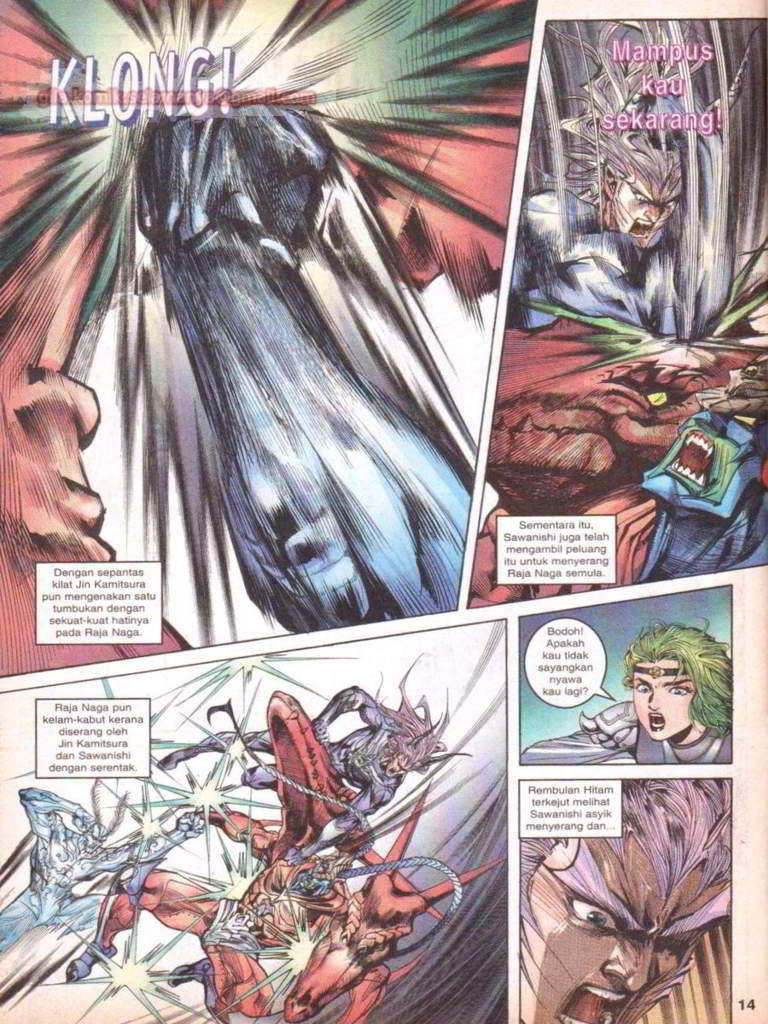 KLONG!
Dengan sepantas
kilat Jin Kamitsura
pun mengenakan satu
tumbukan dengan
sekuat-kuat hatinya
pada Raja Naga.
Mampus
kau
sekarang!
Sementara itu,
Sawanishi juga telah
mengambil peluang
itu untuk menyerang
Raja Naga semula.
Raja Naga pun
kelam-kabut kerana
diserang oleh
Jin Kamitsura
dan Sawanishi
dengan serentak.
Bodoh!
Apakah
kau tidak
sayangkan
nyawa
kau lagi?
Rembulan Hitam
terkejut melihat
Sawanishi asyik
menyerang dan...
14